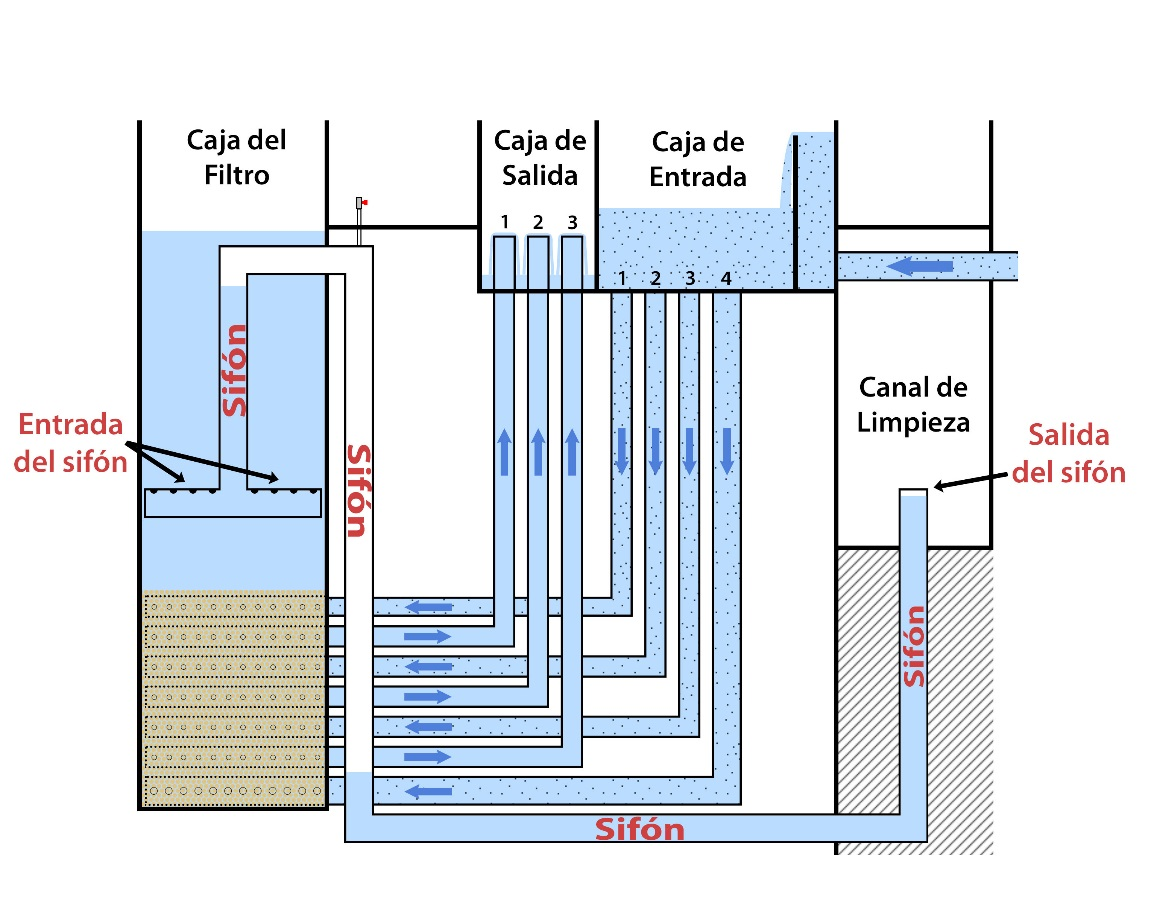 Caja del
Filtro
Caja de
Salida
Caja de
Entrada
1 2 3
1 2 3 4
Sifón
Entrada
del sifón
Sifón
Canal de
Limpieza
Salida
del sifón
Sifón
Sifón